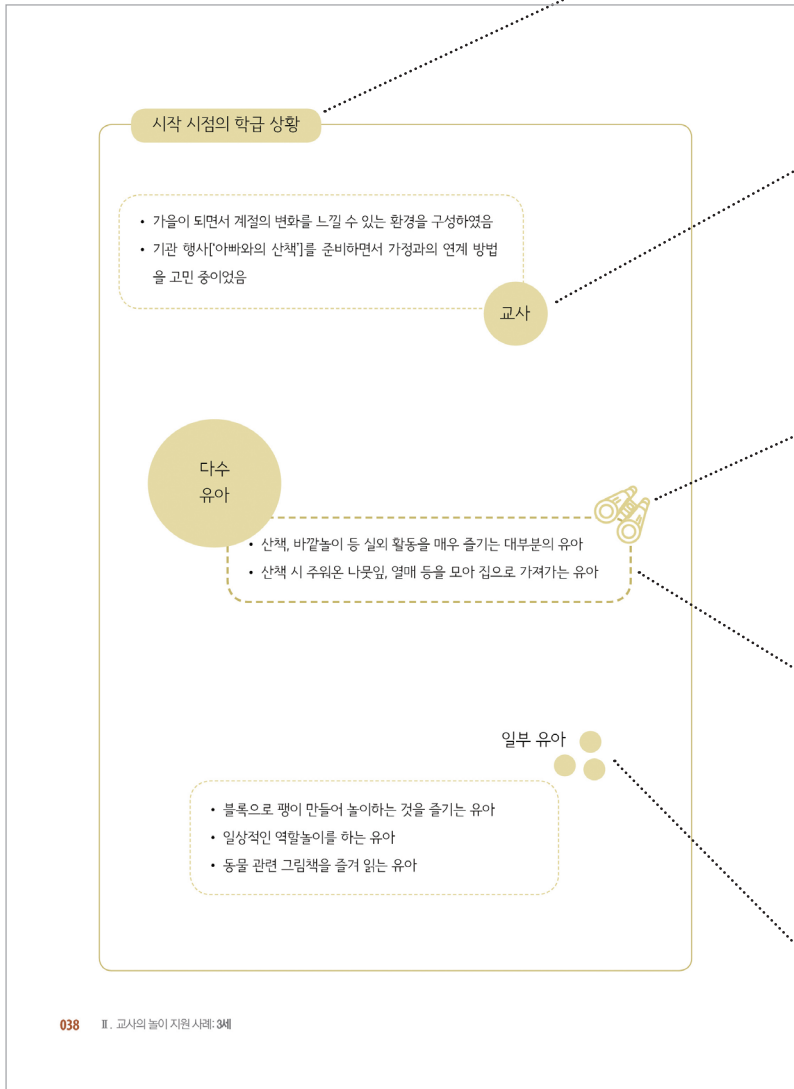 시작 시점의 학급 상황
• 가을이 되면서 계절의 변화를 느낄 수 있는 환경을 구성하였음
• 기관 행사['아빠와의 산책']를 준비하면서 가정과의 연계 방법
을 고민 중이었음
교사
다수
유아
• 산책, 바깥놀이 등 실외 활동을 매우 즐기는 대부분의 유아
• 산책 시 주워온 나뭇잎, 열매 등을 모아 집으로 가져가는 유아
일부 유아
• 블록으로 팽이 만들어 놀이하는 것을 즐기는 유아
• 일상적인 역할놀이를 하는 유아
• 동물 관련 그림책을 즐겨 읽는 유아
038 Ⅱ. 교사의 놀이 지원 사례: 3세